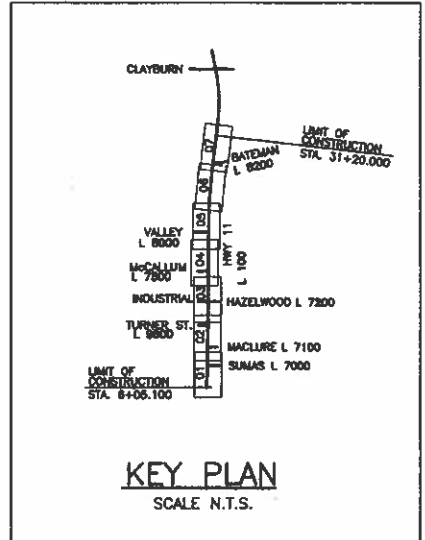 CLAYBURN
LIMIT OF
CONSTRUCTION
STA. 31+20.000
07
BATEMAN
L 8200
06
05
VALLEY
L 8000
HWY 11
L 100
04
McCALLUM
L 7500
03
INDUSTRIAL
HAZELWOOD L 7200
TURNER ST.
L 9600
02
MACLURE L 7100
SUMAS L 7000
01
LIMIT OF
CONSTRUCTION
STA. 6+05.100
KEY PLAN
SCALE N.T.S.